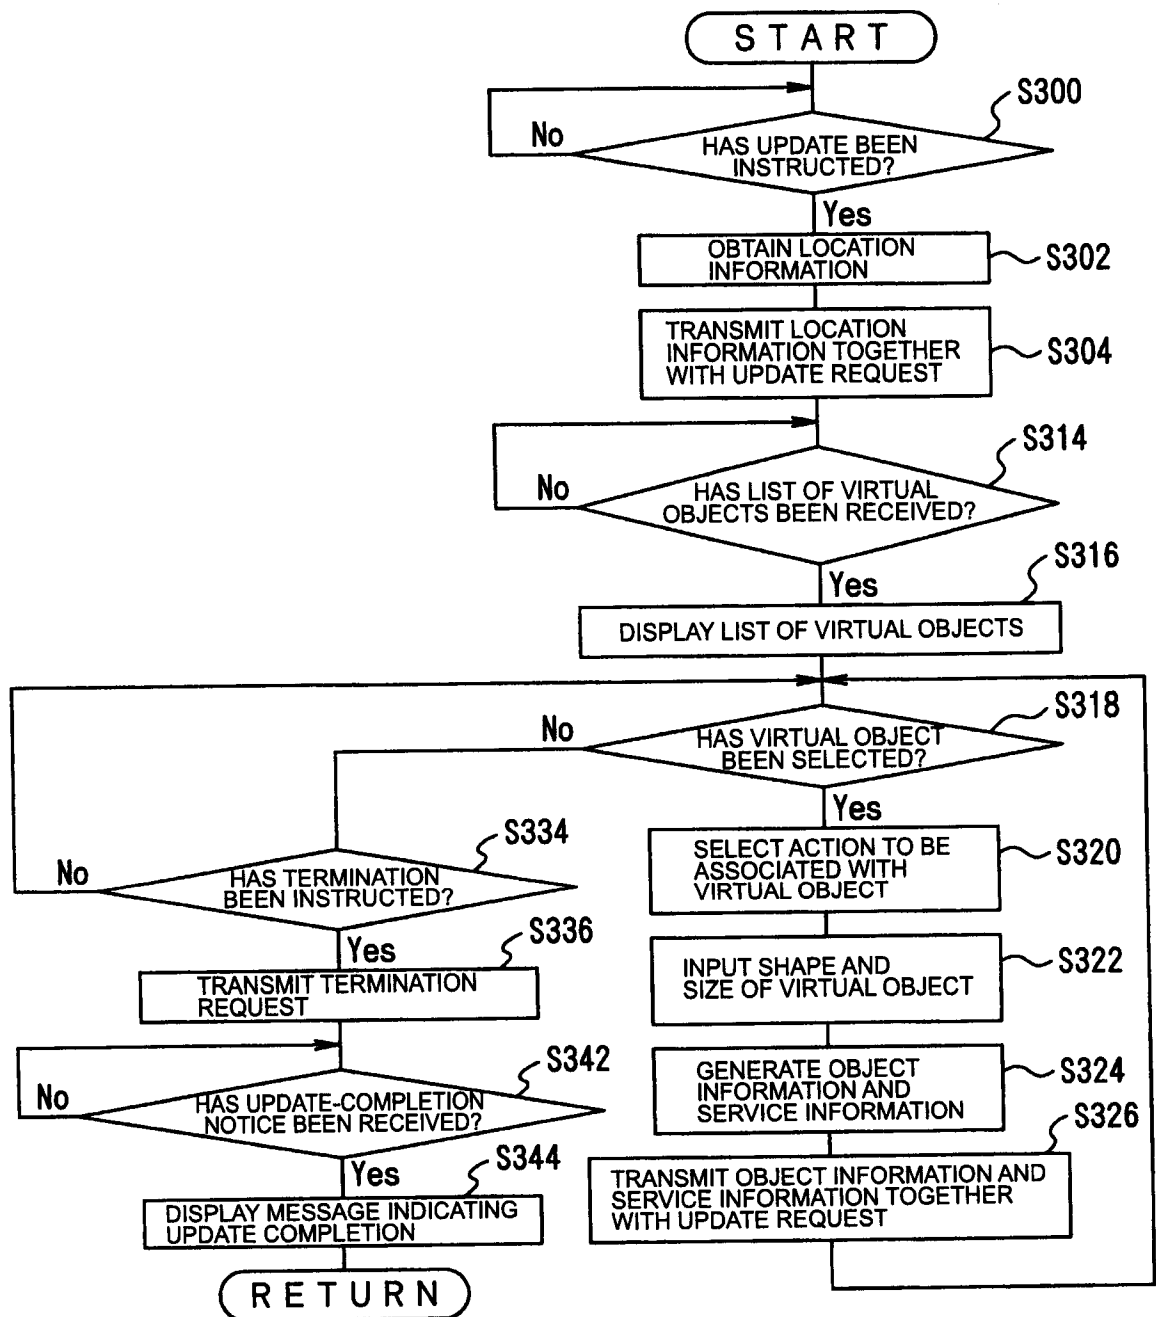 START
S300
No
HAS UPDATE BEEN
INSTRUCTED?
Yes
OBTAIN LOCATION
INFORMATION
S302
TRANSMIT LOCATION
INFORMATION TOGETHER
WITH UPDATE REQUEST
S304
S314
No
HAS LIST OF VIRTUAL
OBJECTS BEEN RECEIVED?
Yes
S316
DISPLAY LIST OF VIRTUAL OBJECTS
S318
No
HAS VIRTUAL OBJECT
BEEN SELECTED?
Yes
S320
SELECT ACTION TO BE
ASSOCIATED WITH
VIRTUAL OBJECT
S322
INPUT SHAPE AND
SIZE OF VIRTUAL OBJECT
S324
GENERATE OBJECT
INFORMATION AND
SERVICE INFORMATION
S326
TRANSMIT OBJECT INFORMATION AND
SERVICE INFORMATION TOGETHER
WITH UPDATE REQUEST
S334
No
HAS TERMINATION
BEEN INSTRUCTED?
Yes
S336
TRANSMIT TERMINATION
REQUEST
S342
No
HAS UPDATE-COMPLETION
NOTICE BEEN RECEIVED?
Yes
S344
DISPLAY MESSAGE INDICATING
UPDATE COMPLETION
RETURN